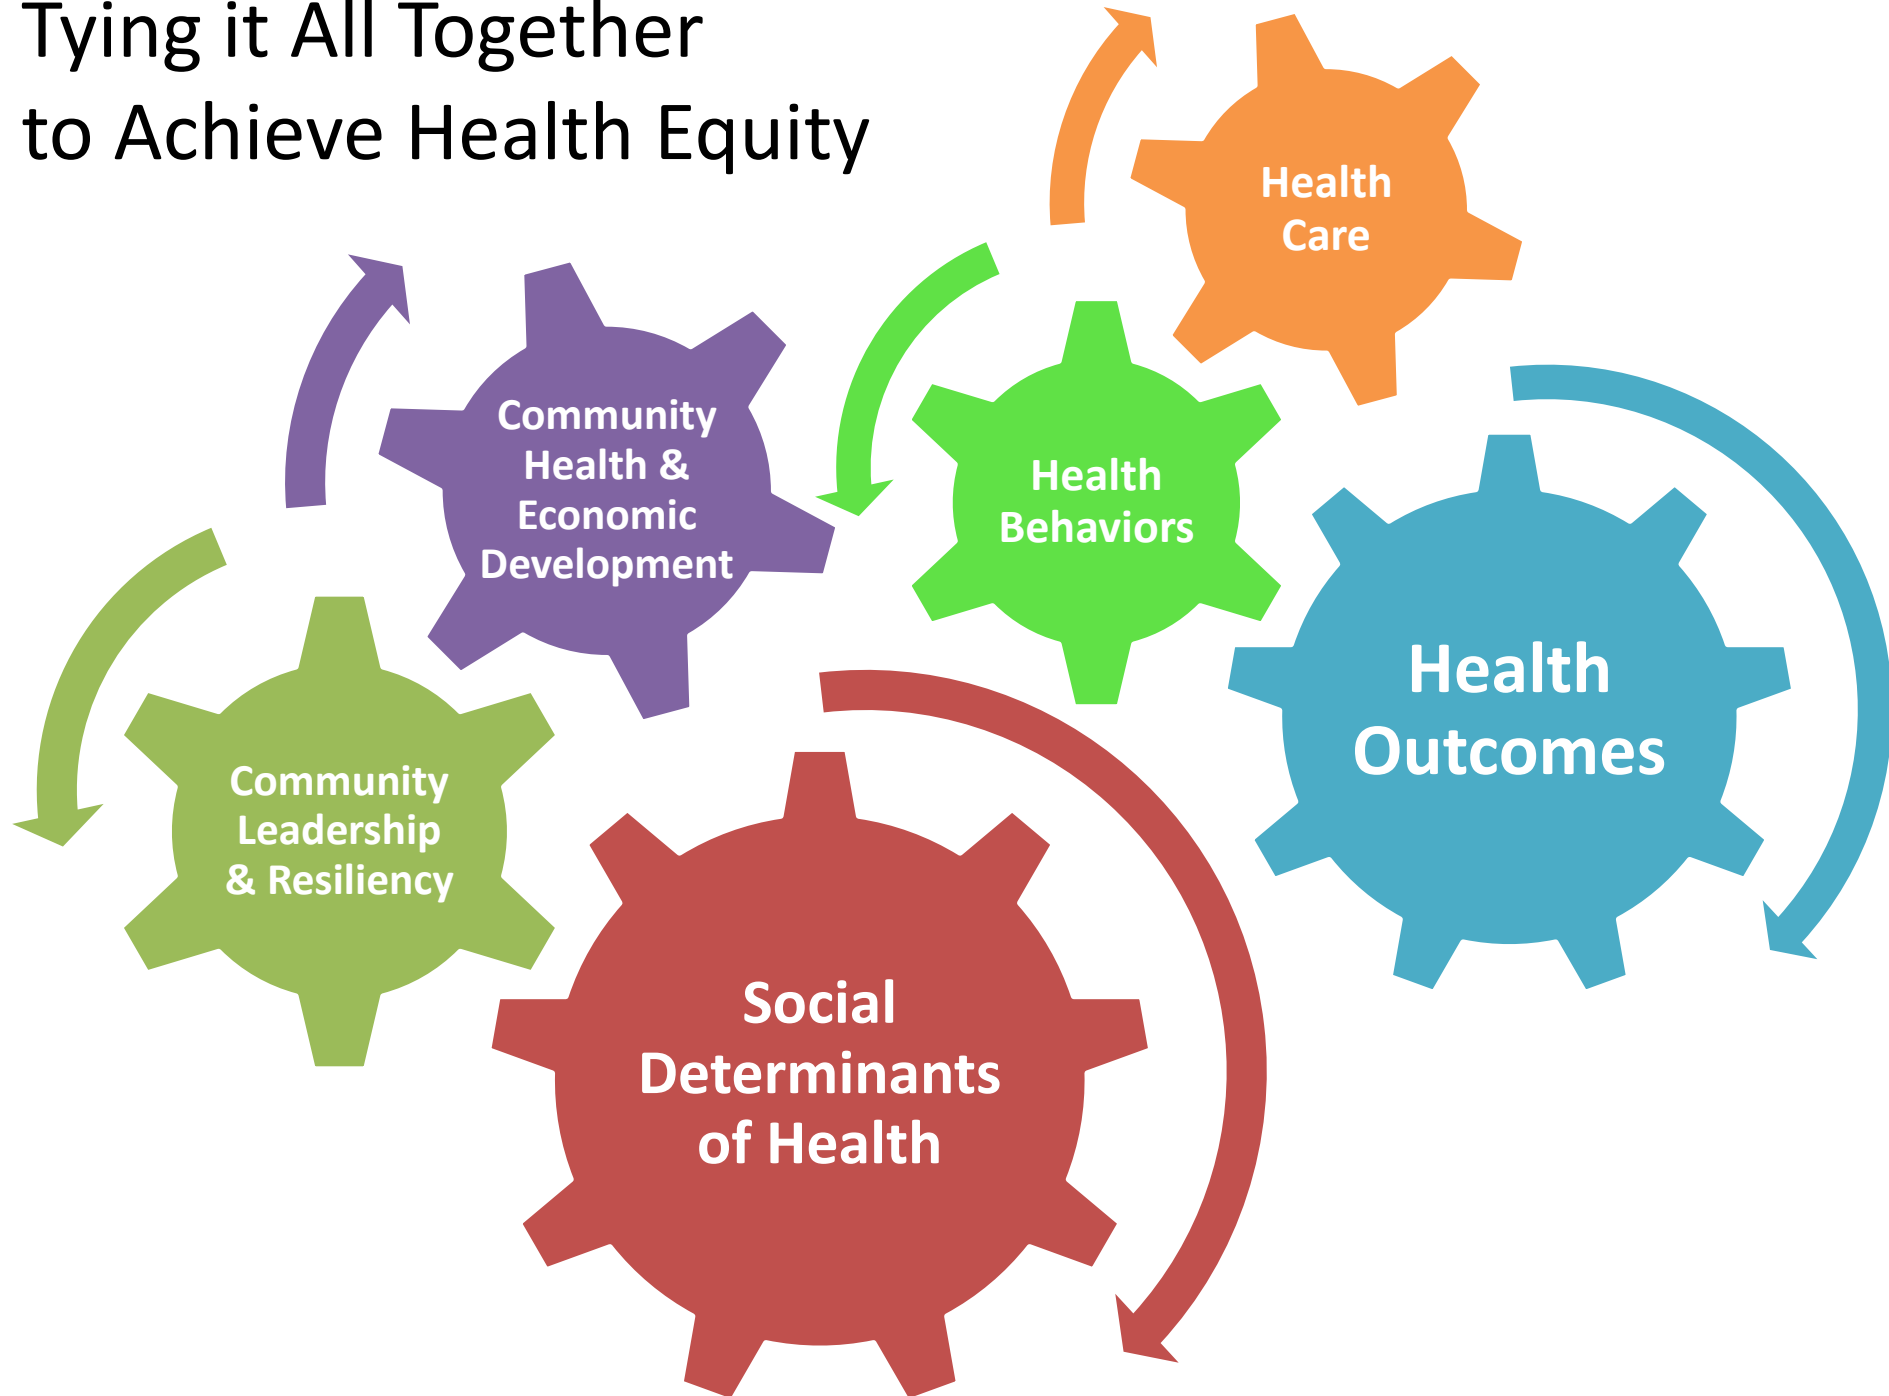 Tying it All Together
to Achieve Health Equity
Health
Care
Community
Health &
Economic
Development
Health
Behaviors
Health
Outcomes
Community
Leadership
& Resiliency
Social
Determinants
of Health